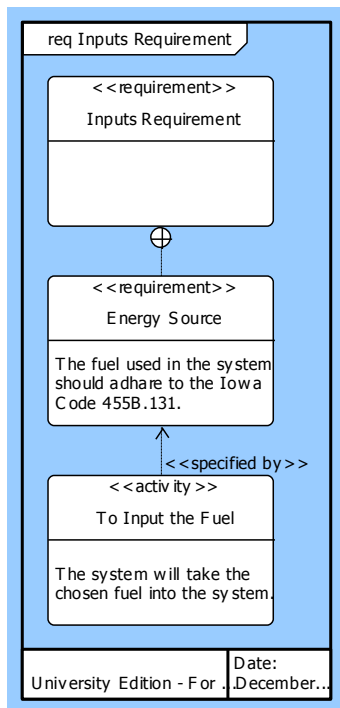 req Inputs Requirement
<<requirement>>
Inputs Requirement
<<requirement>>
Energy Source
The fuel used in the system
should adhare to the Iowa
Code 455B.131.
<<specified by>>
<<activity>>
To Input the Fuel
The system will take the
chosen fuel into the system.
University Edition - For ...
Date:
December...